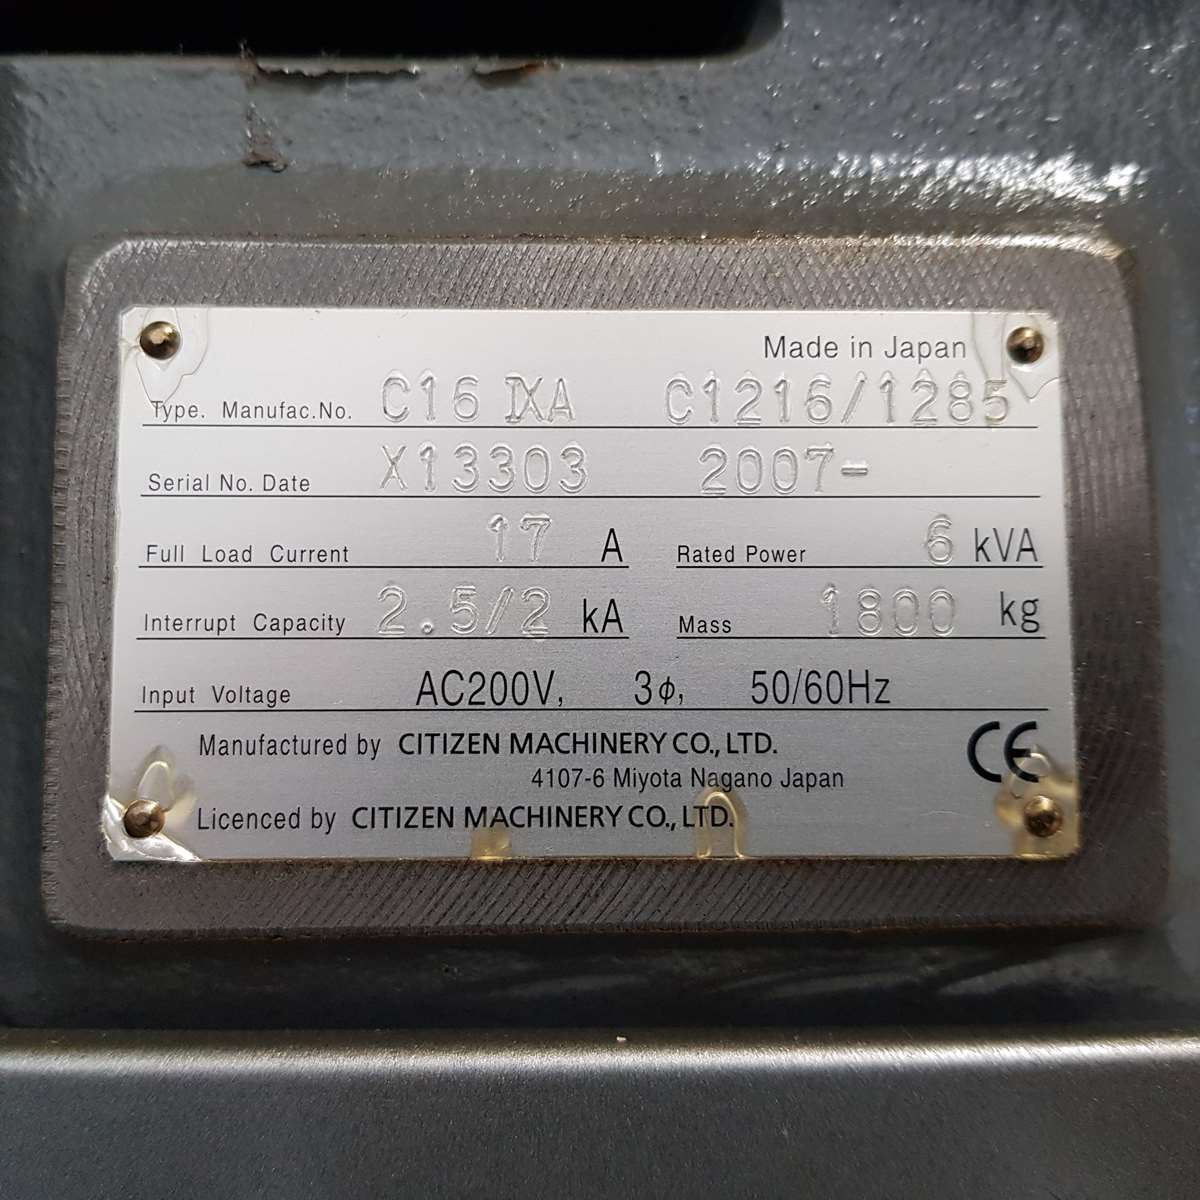 Made in Japan
Type. Manufac.No. C16 IXA C1216/1285
Serial No. Date X13303 2007-
Full Load Current 17 A Rated Power 6 kVA
Interrupt Capacity 2.5/2 kA Mass 1800 kg
Input Voltage AC200V, 3ϕ, 50/60Hz
Manufactured by CITIZEN MACHINERY CO., LTD. CE
4107-6 Miyota Nagano Japan
Licenced by CITIZEN MACHINERY CO., LTD.